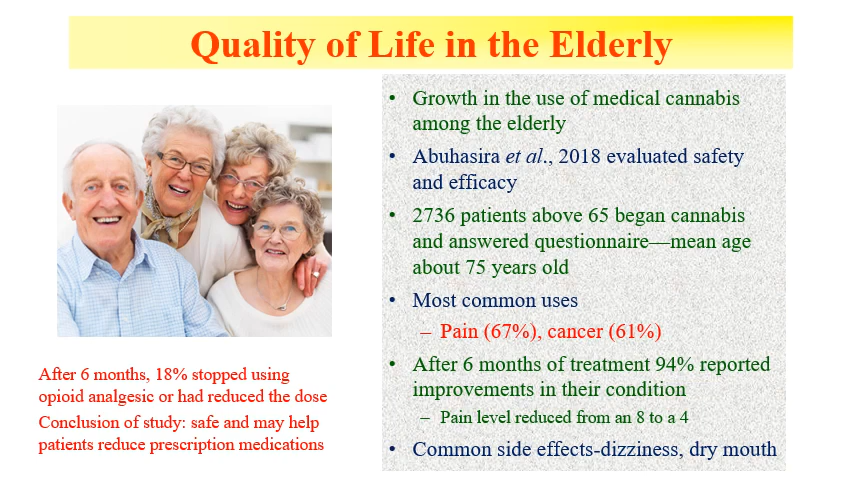 Quality of Life in the Elderly
• Growth in the use of medical cannabis
among the elderly
• Abuhasira et al., 2018 evaluated safety
and efficacy
• 2736 patients above 65 began cannabis
and answered questionnaire—mean age
about 75 years old
• Most common uses
– Pain (67%), cancer (61%)
• After 6 months of treatment 94% reported
improvements in their condition
– Pain level reduced from an 8 to a 4
• Common side effects-dizziness, dry mouth
After 6 months, 18% stopped using
opioid analgesic or had reduced the dose
Conclusion of study: safe and may help
patients reduce prescription medications